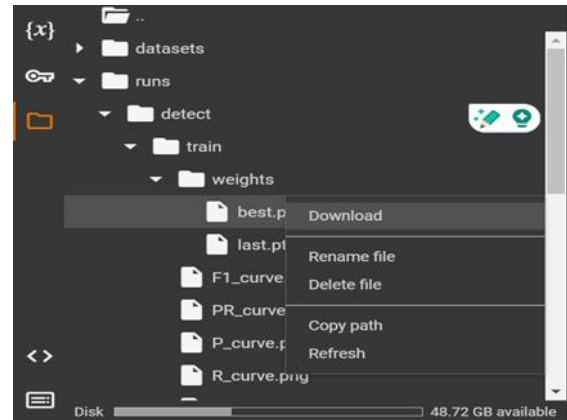 ..
{x}
datasets
runs
detect
train
weights
best.p
Download
last.pt
Rename file
F1_curve
Delete file
PR_curve
Copy path
P_curve.p
Refresh
R_curve.png
< >
Disk
48.72 GB available